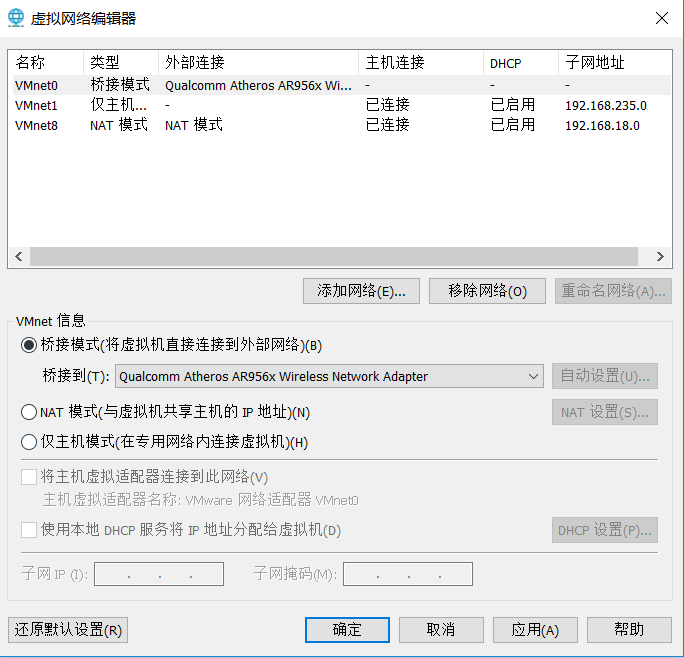 虚拟网络编辑器
名称 类型 外部连接 主机连接 DHCP 子网地址
VMnet0 桥接模式 Qualcomm Atheros AR956x Wi... - - -
VMnet1 仅主机... - 已连接 已启用 192.168.235.0
VMnet8 NAT 模式 NAT 模式 已连接 已启用 192.168.18.0
添加网络(E)... 移除网络(O) 重命名网络(A)...
VMnet 信息
桥接模式(将虚拟机直接连接到外部网络)(B)
桥接到(T): Qualcomm Atheros AR956x Wireless Network Adapter 自动设置(U)...
NAT 模式(与虚拟机共享主机的 IP 地址)(N) NAT 设置(S)...
仅主机模式(在专用网络内连接虚拟机)(H)
将主机虚拟适配器连接到此网络(V)
主机虚拟适配器名称: VMware 网络适配器 VMnet0
使用本地 DHCP 服务将 IP 地址分配给虚拟机(D) DHCP 设置(P)...
子网 IP (I): . . . 子网掩码(M): . . .
还原默认设置(R) 确定 取消 应用(A) 帮助